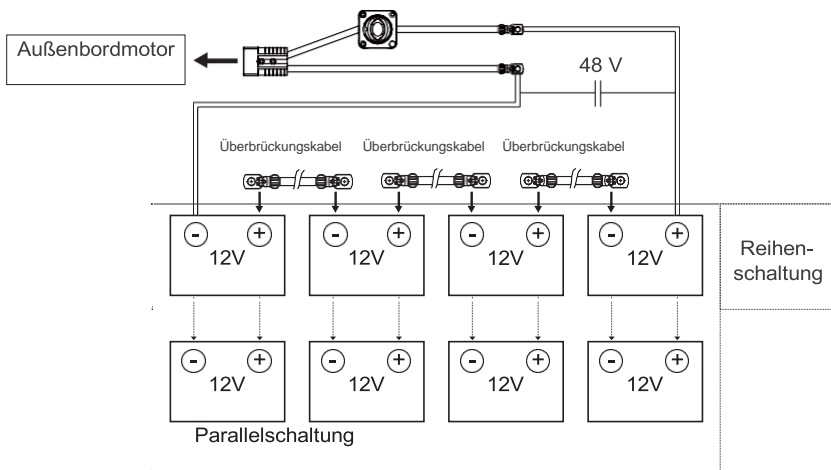 Außenbordmotor
48 V
Überbrückungskabel Überbrückungskabel Überbrückungskabel
- + - + - + - +
12V 12V 12V 12V
Reihen-
schaltung
- + - + - + - +
12V 12V 12V 12V
Parallelschaltung